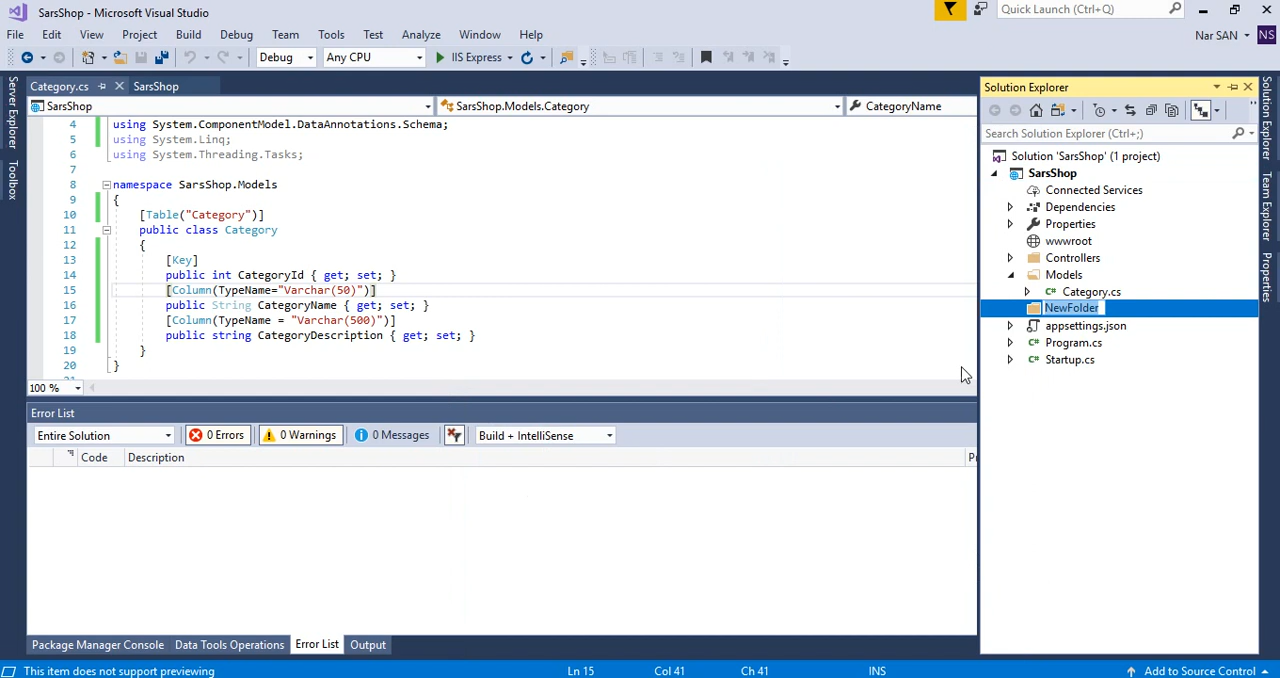 SarsShop - Microsoft Visual Studio
Quick Launch (Ctrl+Q)
File Edit View Project Build Debug Team Tools Test Analyze Window Help
Nar SAN NS
Debug Any CPU IIS Express
Server Explorer
Toolbox
Category.cs SarsShop
SarsShop SarsShop.Models.Category CategoryName
4 using System.ComponentModel.DataAnnotations.Schema;
5 using System.Linq;
6 using System.Threading.Tasks;
7
8 namespace SarsShop.Models
9 {
10 [Table("Category")]
11 public class Category
12 {
13 [Key]
14 public int CategoryId { get; set; }
15 [Column(TypeName="Varchar(50)")]
16 public String CategoryName { get; set; }
17 [Column(TypeName = "Varchar(500)")]
18 public string CategoryDescription { get; set; }
19 }
20 }
100 %
Error List
Entire Solution 0 Errors 0 Warnings 0 Messages Build + IntelliSense
Code Description
Package Manager Console Data Tools Operations Error List Output
Solution Explorer
Search Solution Explorer (Ctrl+;)
Solution 'SarsShop' (1 project)
SarsShop
Connected Services
Dependencies
Properties
wwwroot
Controllers
Models
Category.cs
NewFolder
appsettings.json
Program.cs
Startup.cs
Solution Explorer
Team Explorer
Properties
This item does not support previewing Ln 15 Col 41 Ch 41 INS Add to Source Control